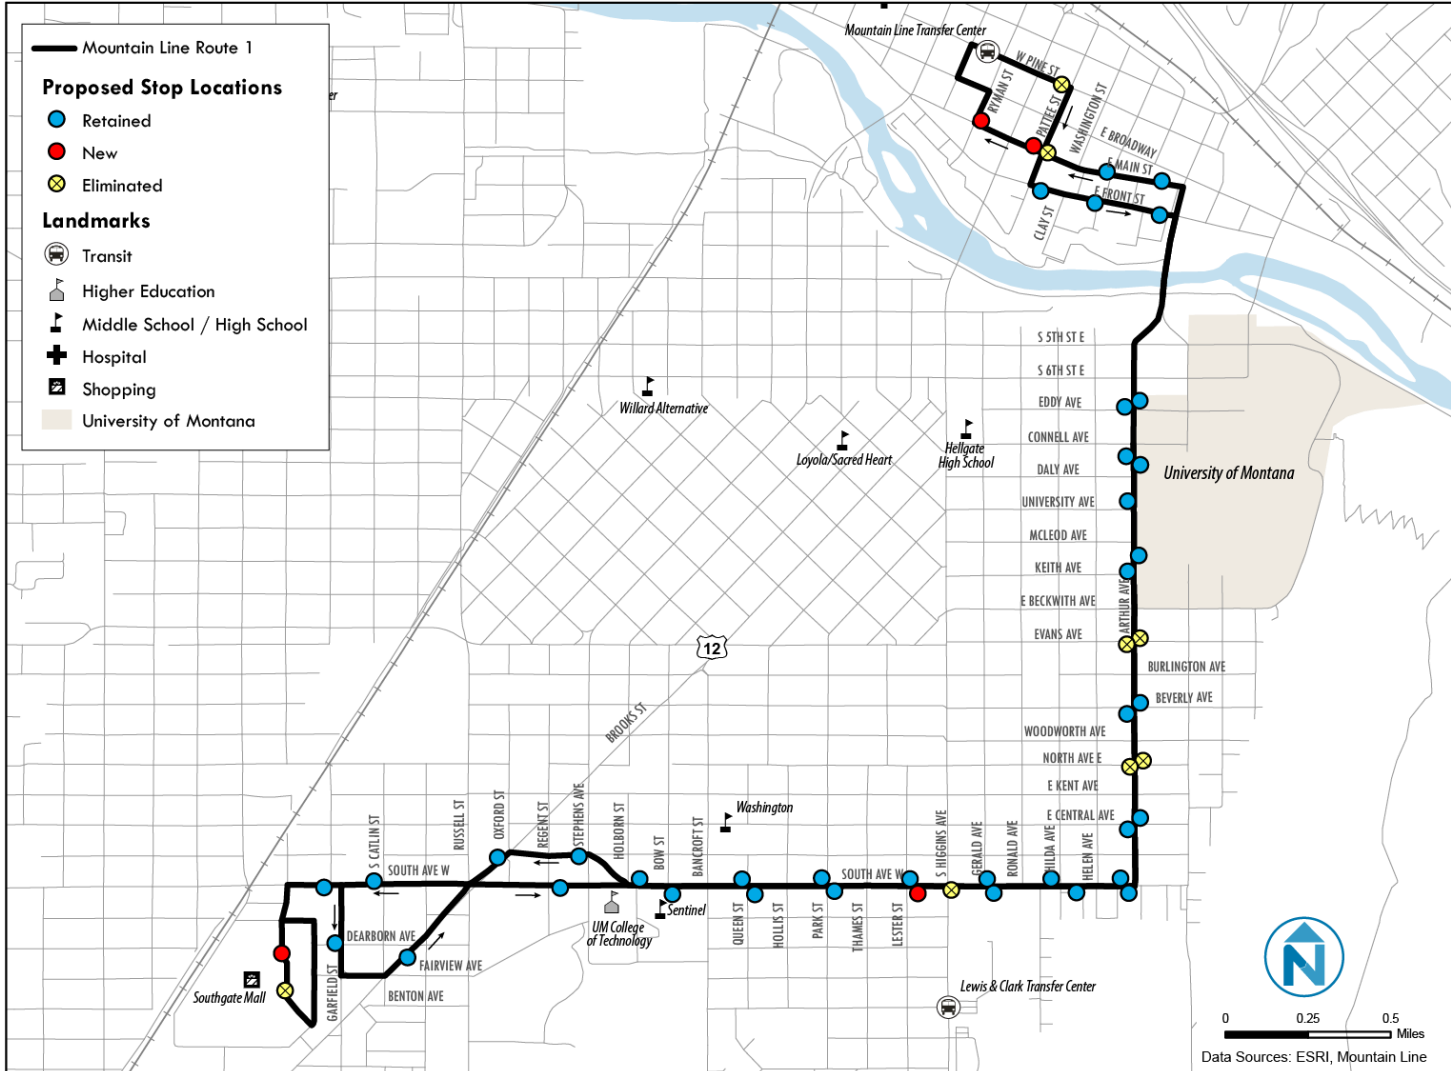 Mountain Line Route 1
Proposed Stop Locations
Retained
New
Eliminated
Landmarks
Transit
Higher Education
Middle School / High School
Hospital
Shopping
University of Montana
er
Mountain Line Transfer Center
W PINE ST
RYMAN ST
PATTEE ST
WASHINGTON ST
E BROADWAY
E MAIN ST
E FRONT ST
CLAY ST
S 5TH ST E
S 6TH ST E
EDDY AVE
CONNELL AVE
DALY AVE
UNIVERSITY AVE
MCLEOD AVE
KEITH AVE
E BECKWITH AVE
ARTHUR AVE
EVANS AVE
BURLINGTON AVE
BEVERLY AVE
WOODWORTH AVE
NORTH AVE E
E KENT AVE
E CENTRAL AVE
University of Montana
Willard Alternative
Loyola/Sacred Heart
Hellgate
High School
12
BROOKS ST
Washington
S CATLIN ST
RUSSELL ST
OXFORD ST
REGENT ST
STEPHENS AVE
HOLBORN ST
BOW ST
BANCROFT ST
S HIGGINS AVE
GERALD AVE
RONALD AVE
HILDA AVE
HELEN AVE
SOUTH AVE W
SOUTH AVE W
Sentinel
UM College
of Technology
QUEEN ST
HOLLIS ST
PARK ST
THAMES ST
LESTER ST
DEARBORN AVE
FAIRVIEW AVE
BENTON AVE
GARFIELD ST
Southgate Mall
Lewis & Clark Transfer Center
N
0 0.25 0.5
Miles
Data Sources: ESRI, Mountain Line